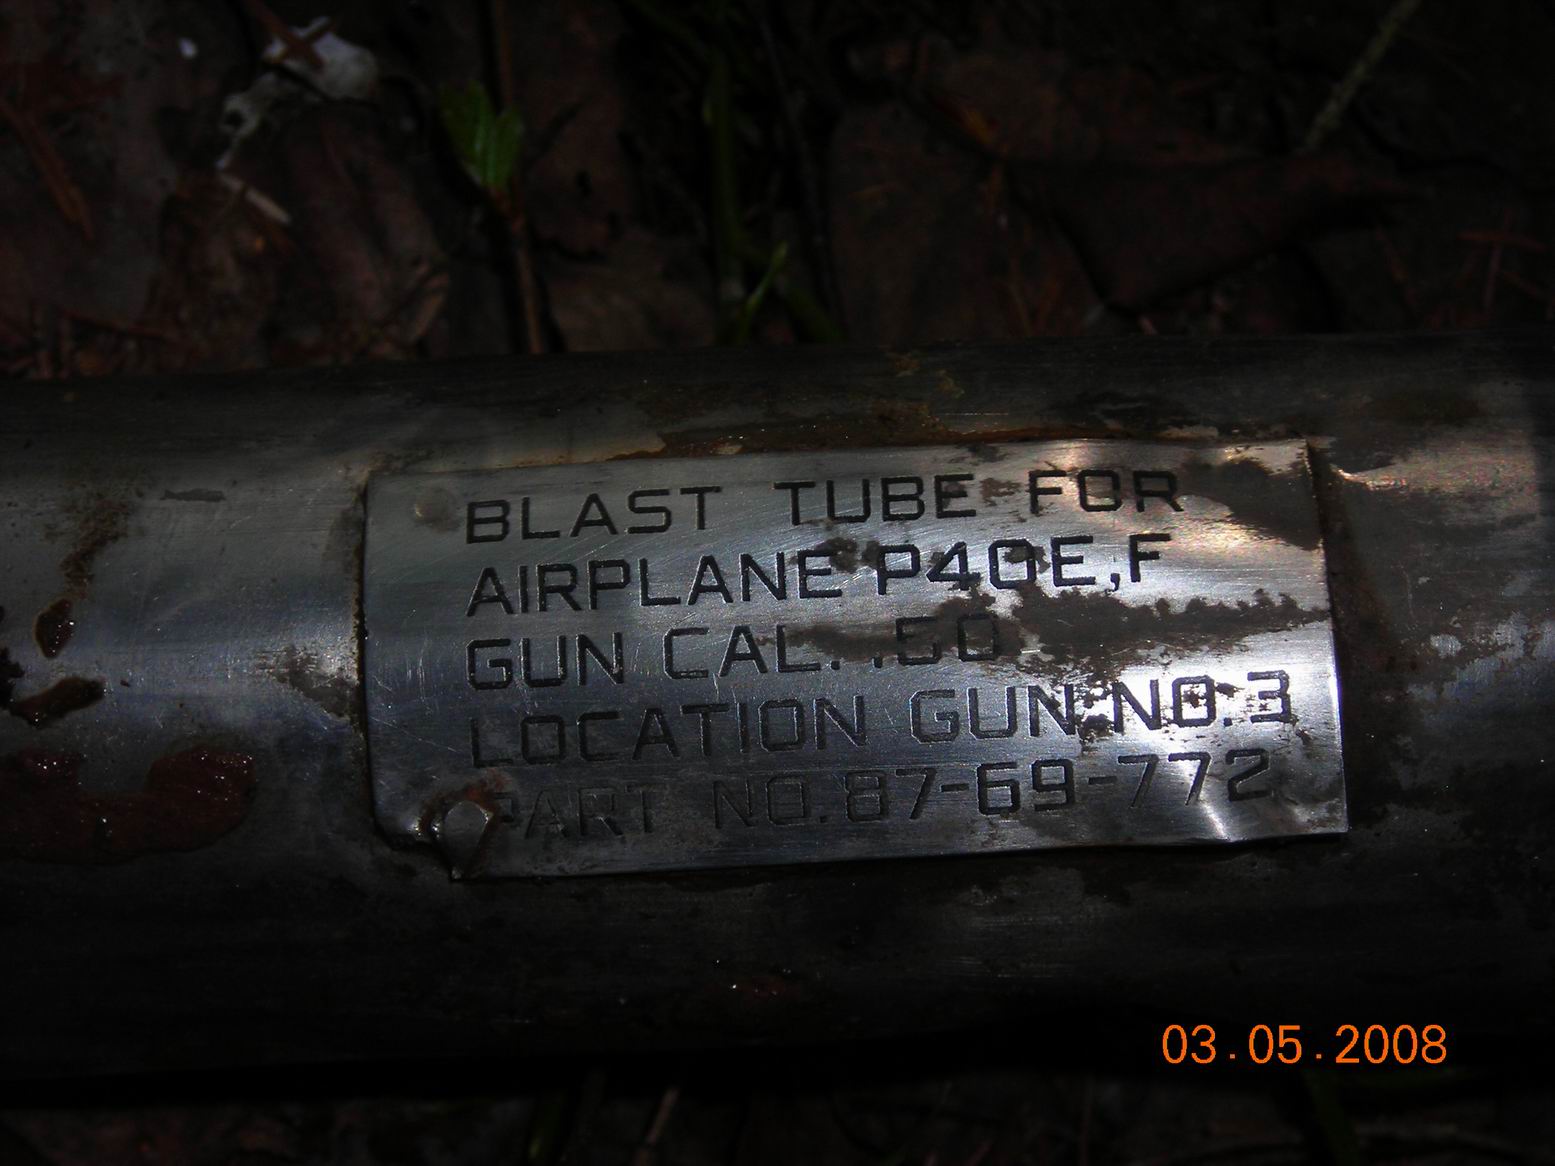 BLAST TUBE FOR
AIRPLANE P40E,F
GUN CAL. .50
LOCATION GUN NO.3
PART NO.87-69-772
03.05.2008